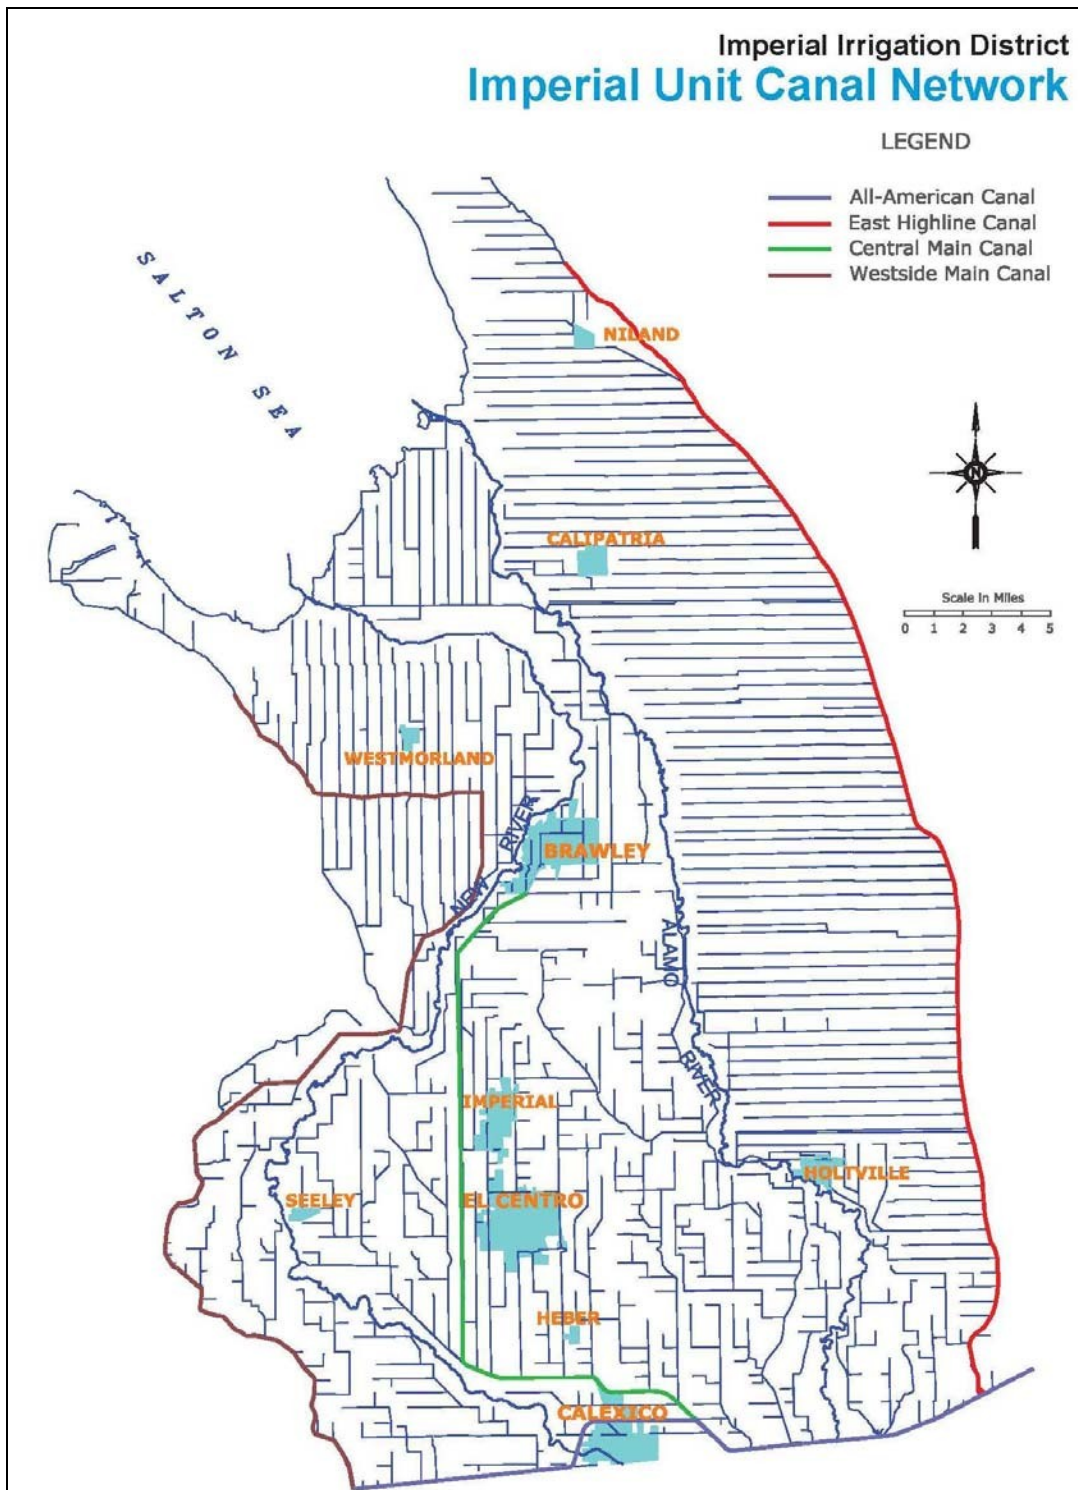 Imperial Irrigation District
Imperial Unit Canal Network
LEGEND
All-American Canal
East Highline Canal
Central Main Canal
Westside Main Canal
SALTON SEA
NILAND
N
CALIPATRIA
Scale in Miles
0 1 2 3 4 5
WESTMORLAND
NEW RIVER
BRAWLEY
ALAMO RIVER
IMPERIAL
HOLTVILLE
SEELEY
EL CENTRO
HEBER
CALEXICO